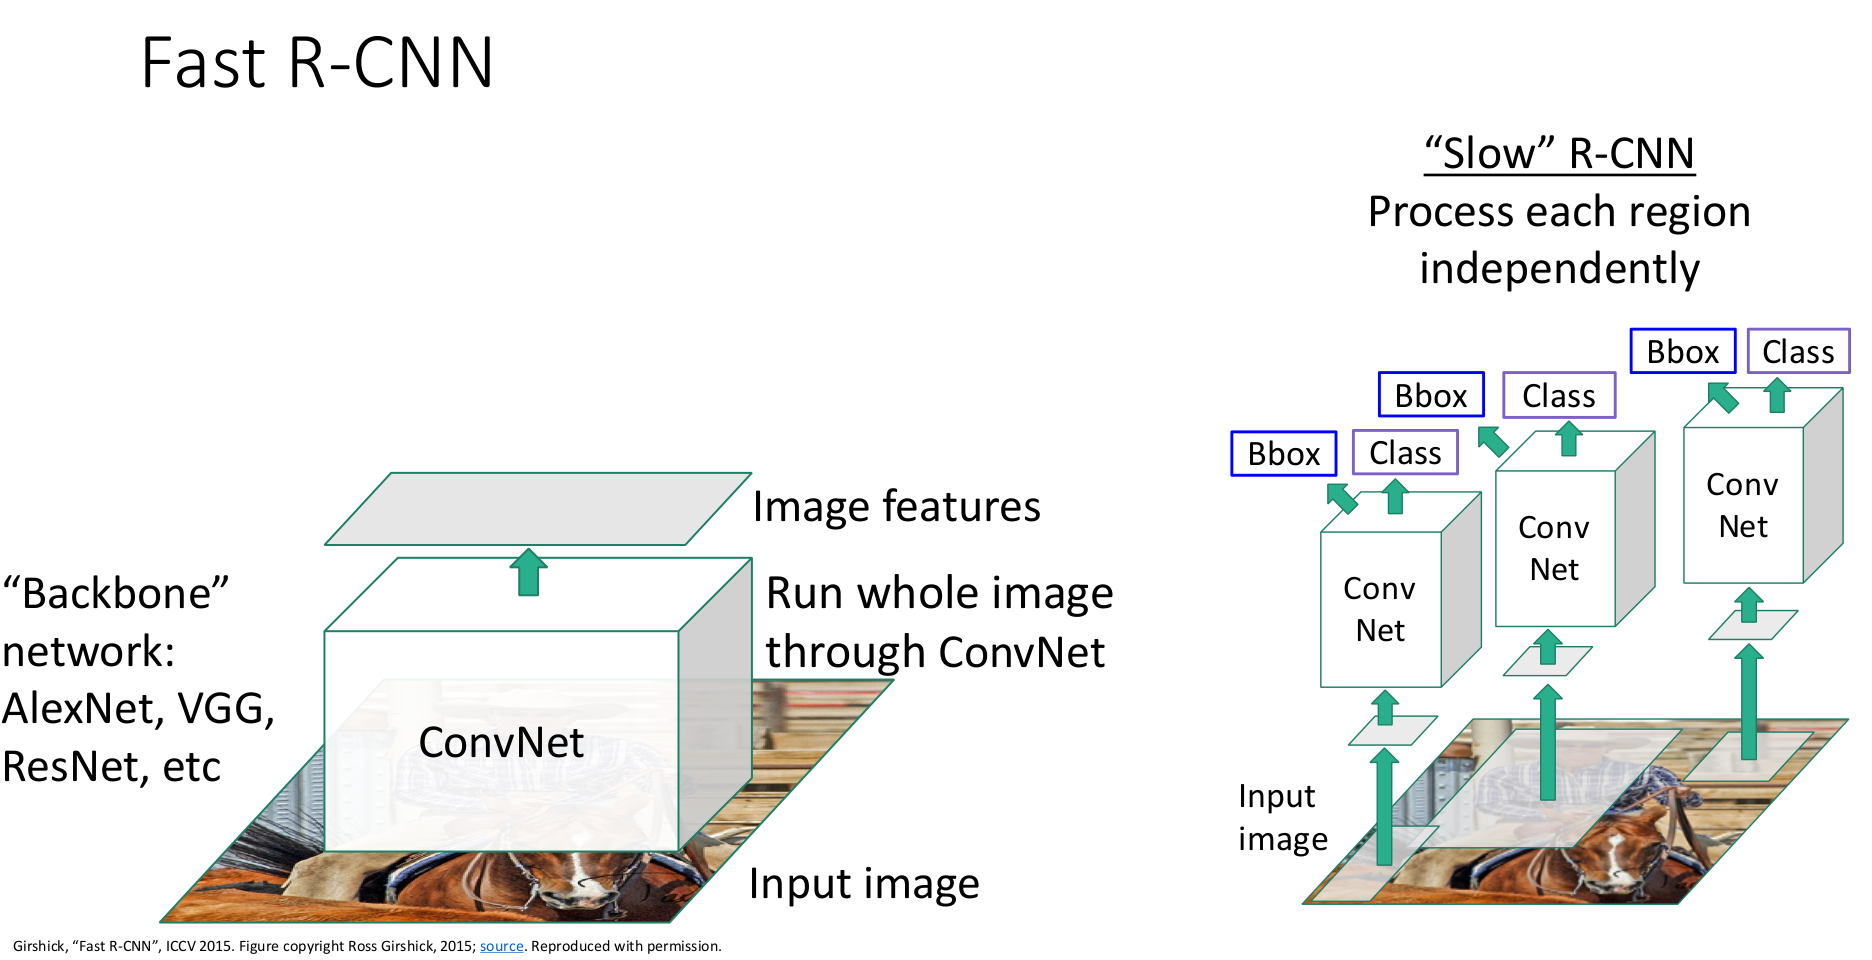 Fast R-CNN
“Slow” R-CNN
Process each region
independently
Bbox
Class
Bbox
Class
Bbox
Class
Conv
Net
Conv
Net
Conv
Net
Input
image
Image features
“Backbone”
network:
AlexNet, VGG,
ResNet, etc
Run whole image
through ConvNet
ConvNet
Input image
Girshick, “Fast R-CNN”, ICCV 2015. Figure copyright Ross Girshick, 2015; source. Reproduced with permission.